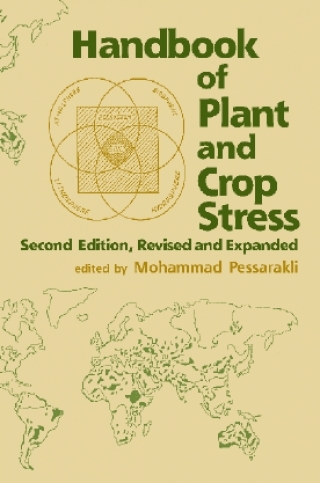 Handbook
of
Plant
and
Crop
Stress
Second Edition, Revised and Expanded
edited by Mohammad Pessarakli